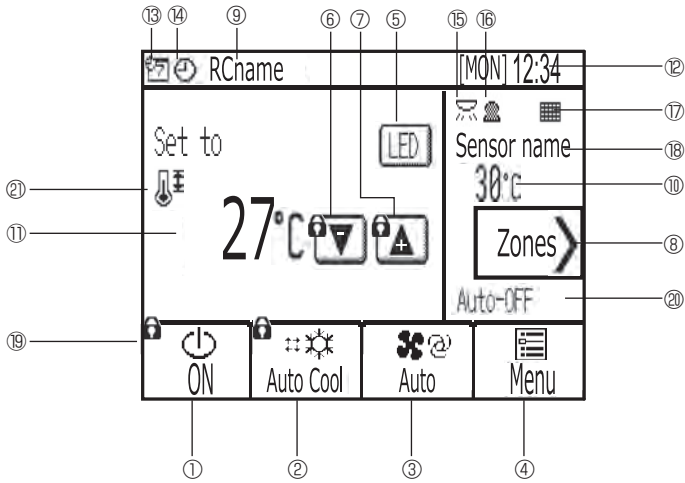 ⑬ ⑭ ⑨ ⑥ ⑦ ⑤ ⑮ ⑯
RCname [MON] 12:34 ⑫
⑰
Set to LED Sensor name ⑱
㉑ 30°C ⑩
⑪ 27°C - + Zones ⑧
Auto-OFF ⑳
⑲
ON Auto Cool Auto Menu
① ② ③ ④